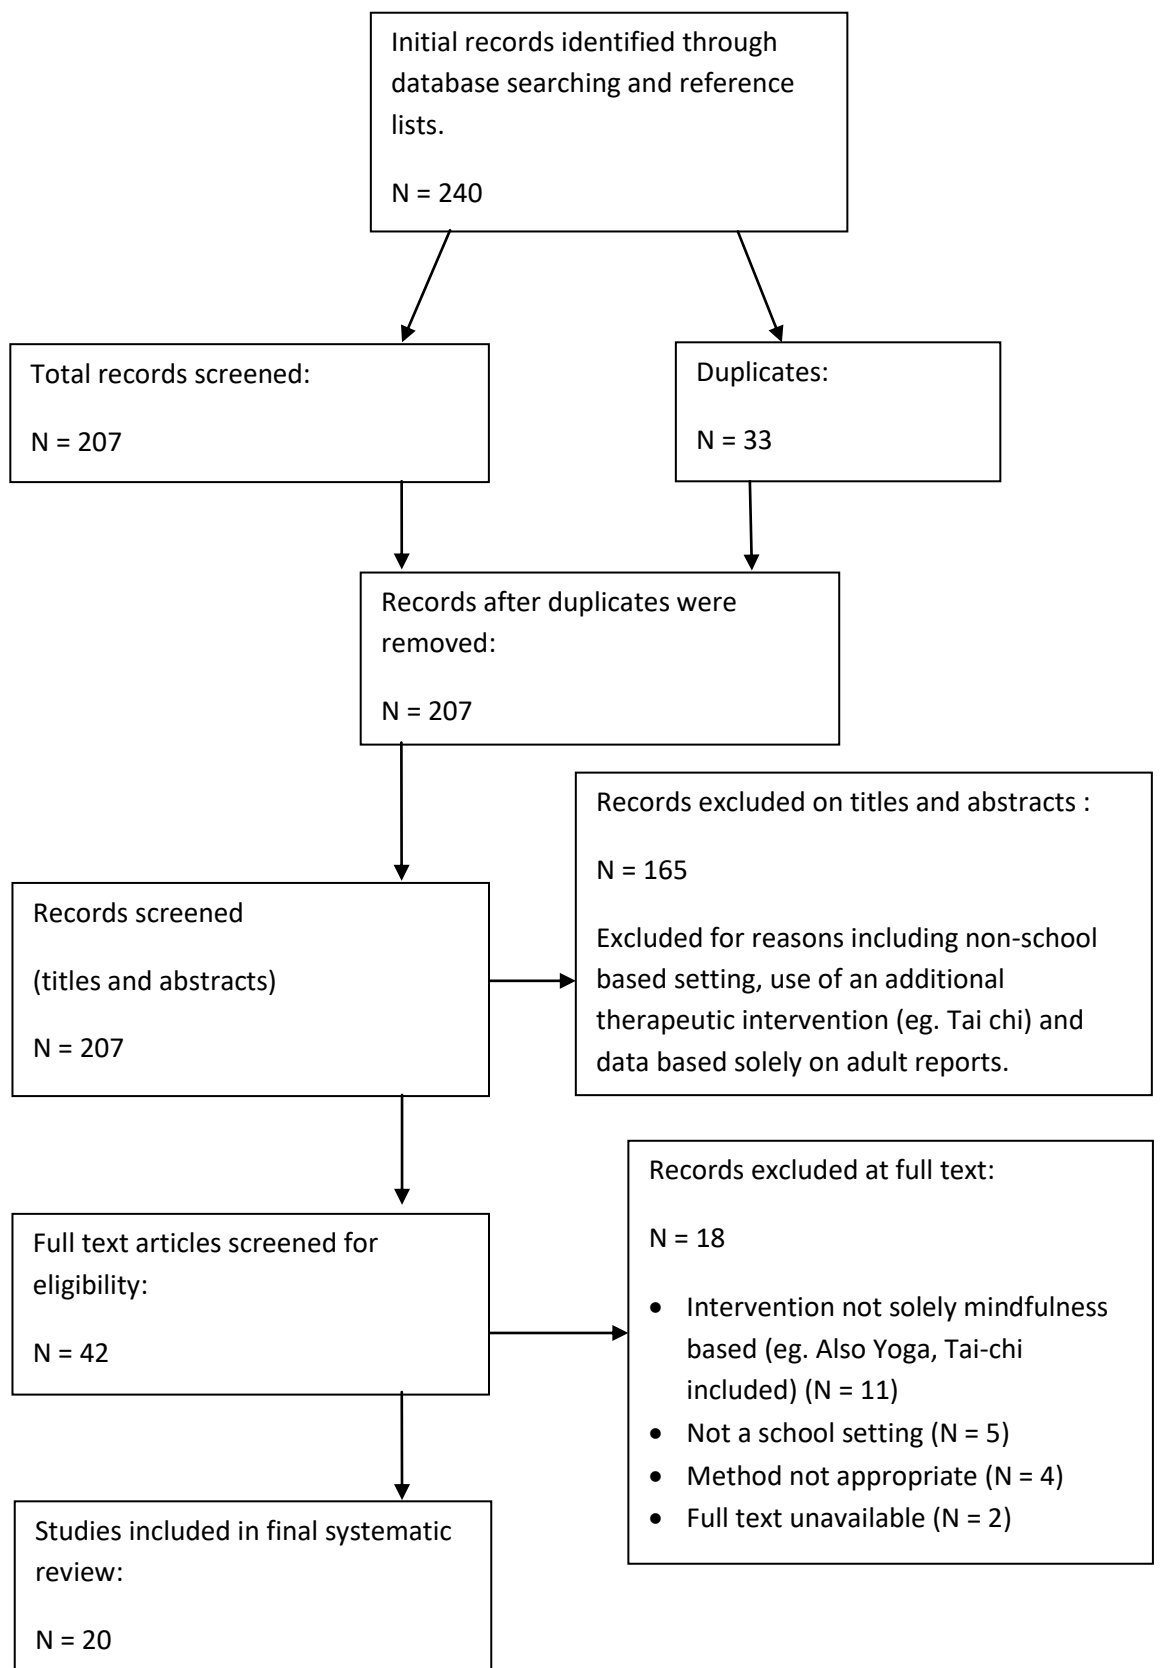 Initial records identified through
database searching and reference
lists.
N = 240
Total records screened:
N = 207
Duplicates:
N = 33
Records after duplicates were
removed:
N = 207
Records excluded on titles and abstracts :
N = 165
Excluded for reasons including non-school
based setting, use of an additional
therapeutic intervention (eg. Tai chi) and
data based solely on adult reports.
Records screened
(titles and abstracts)
N = 207
Records excluded at full text:
N = 18
• Intervention not solely mindfulness
based (eg. Also Yoga, Tai-chi
included) (N = 11)
• Not a school setting (N = 5)
• Method not appropriate (N = 4)
• Full text unavailable (N = 2)
Full text articles screened for
eligibility:
N = 42
Studies included in final systematic
review:
N = 20